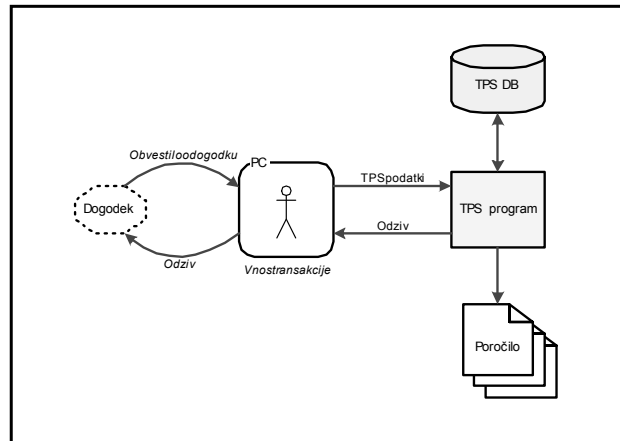 TPS DB
Obvestiloodogodku
PC
TPSpodatki
Dogodek
TPS program
Odziv
Odziv
Vnostransakcije
Poročilo